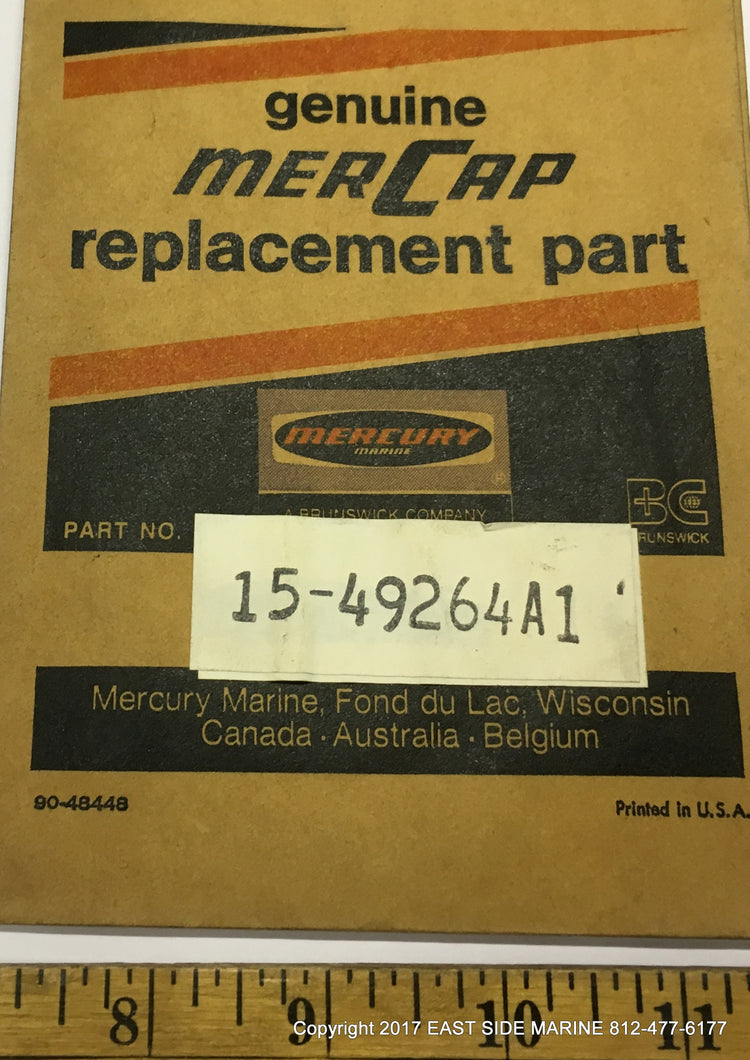 genuine
MERCAP
replacement part
MERCURY
MARINE
®
A BRUNSWICK COMPANY
BC
BRUNSWICK
PART NO.
15-49264A1
Mercury Marine, Fond du Lac, Wisconsin
Canada · Australia · Belgium
90-48448
Printed in U.S.A.
8 9 10 11
Copyright 2017 EAST SIDE MARINE 812-477-6177